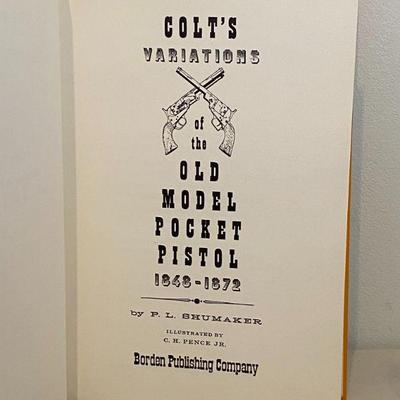 COLT'S
VARIATIONS
of
the
OLD
MODEL
POCKET
PISTOL
1848-1872
by P. L. SHUMAKER
ILLUSTRATED BY
C. H. PENCE JR.
Borden Publishing Company